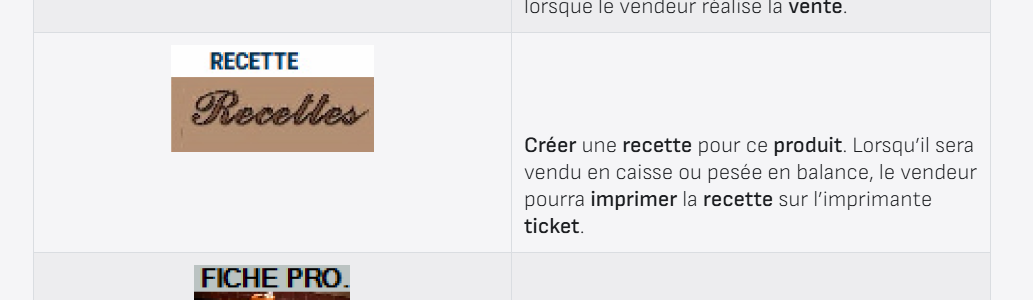 lorsque le vendeur réalise la vente.
RECETTE
Recettes
Créer une recette pour ce produit. Lorsqu’il sera
vendu en caisse ou pesée en balance, le vendeur
pourra imprimer la recette sur l’imprimante
ticket.
FICHE PRO.